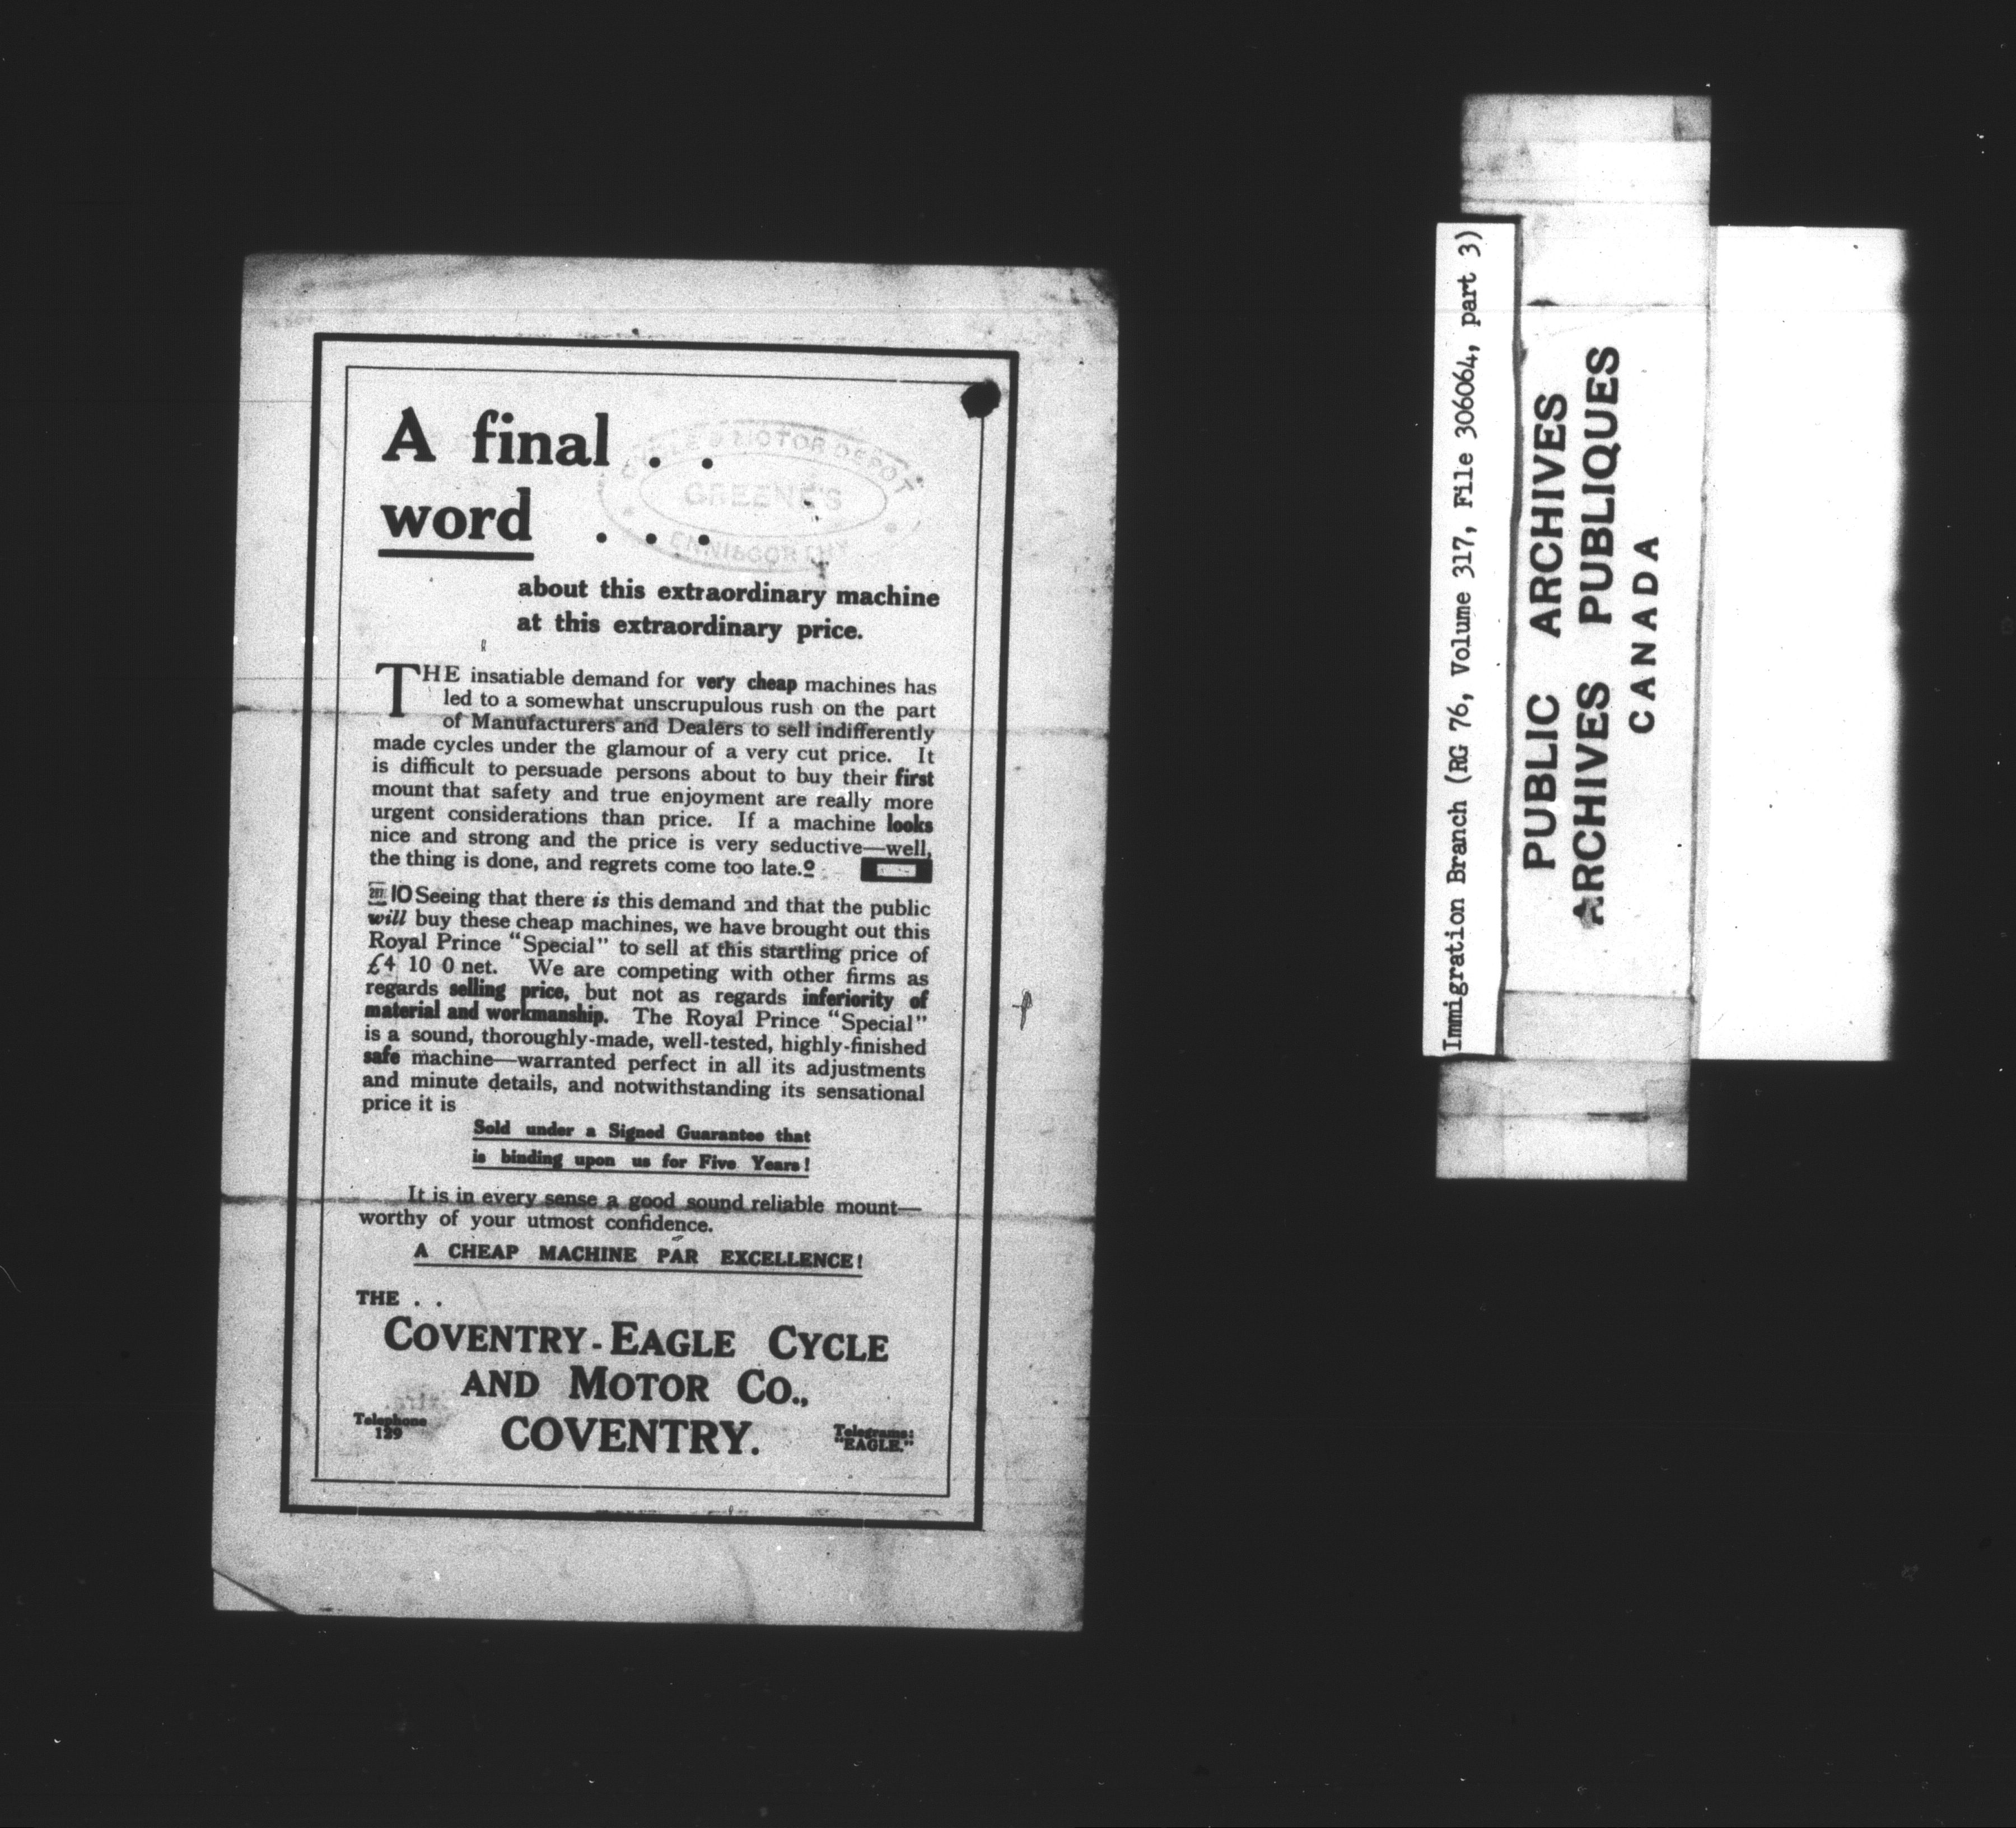 A final . .
word . . .
CYCLE & MOTOR DEPOT
GREENE'S
ENNISCORTHY
about this extraordinary machine
at this extraordinary price.
THE insatiable demand for very cheap machines has
led to a somewhat unscrupulous rush on the part
of Manufacturers and Dealers to sell indifferently
made cycles under the glamour of a very cut price. It
is difficult to persuade persons about to buy their first
mount that safety and true enjoyment are really more
urgent considerations than price. If a machine looks
nice and strong and the price is very seductive—well,
the thing is done, and regrets come too late.
10 Seeing that there is this demand and that the public
will buy these cheap machines, we have brought out this
Royal Prince "Special" to sell at this startling price of
£4 10 0 net. We are competing with other firms as
regards selling price, but not as regards inferiority of
material and workmanship. The Royal Prince "Special"
is a sound, thoroughly-made, well-tested, highly-finished
safe machine—warranted perfect in all its adjustments
and minute details, and notwithstanding its sensational
price it is
Sold under a Signed Guarantee that
is binding upon us for Five Years!
It is in every sense a good sound reliable mount—
worthy of your utmost confidence.
A CHEAP MACHINE PAR EXCELLENCE!
THE . .
COVENTRY-EAGLE CYCLE
AND MOTOR CO.,
COVENTRY.
Telephone
129
Telegrams:
"EAGLE."
Immigration Branch (RG 76, Volume 317, File 306064, part 3)
PUBLIC ARCHIVES
ARCHIVES PUBLIQUES
CANADA